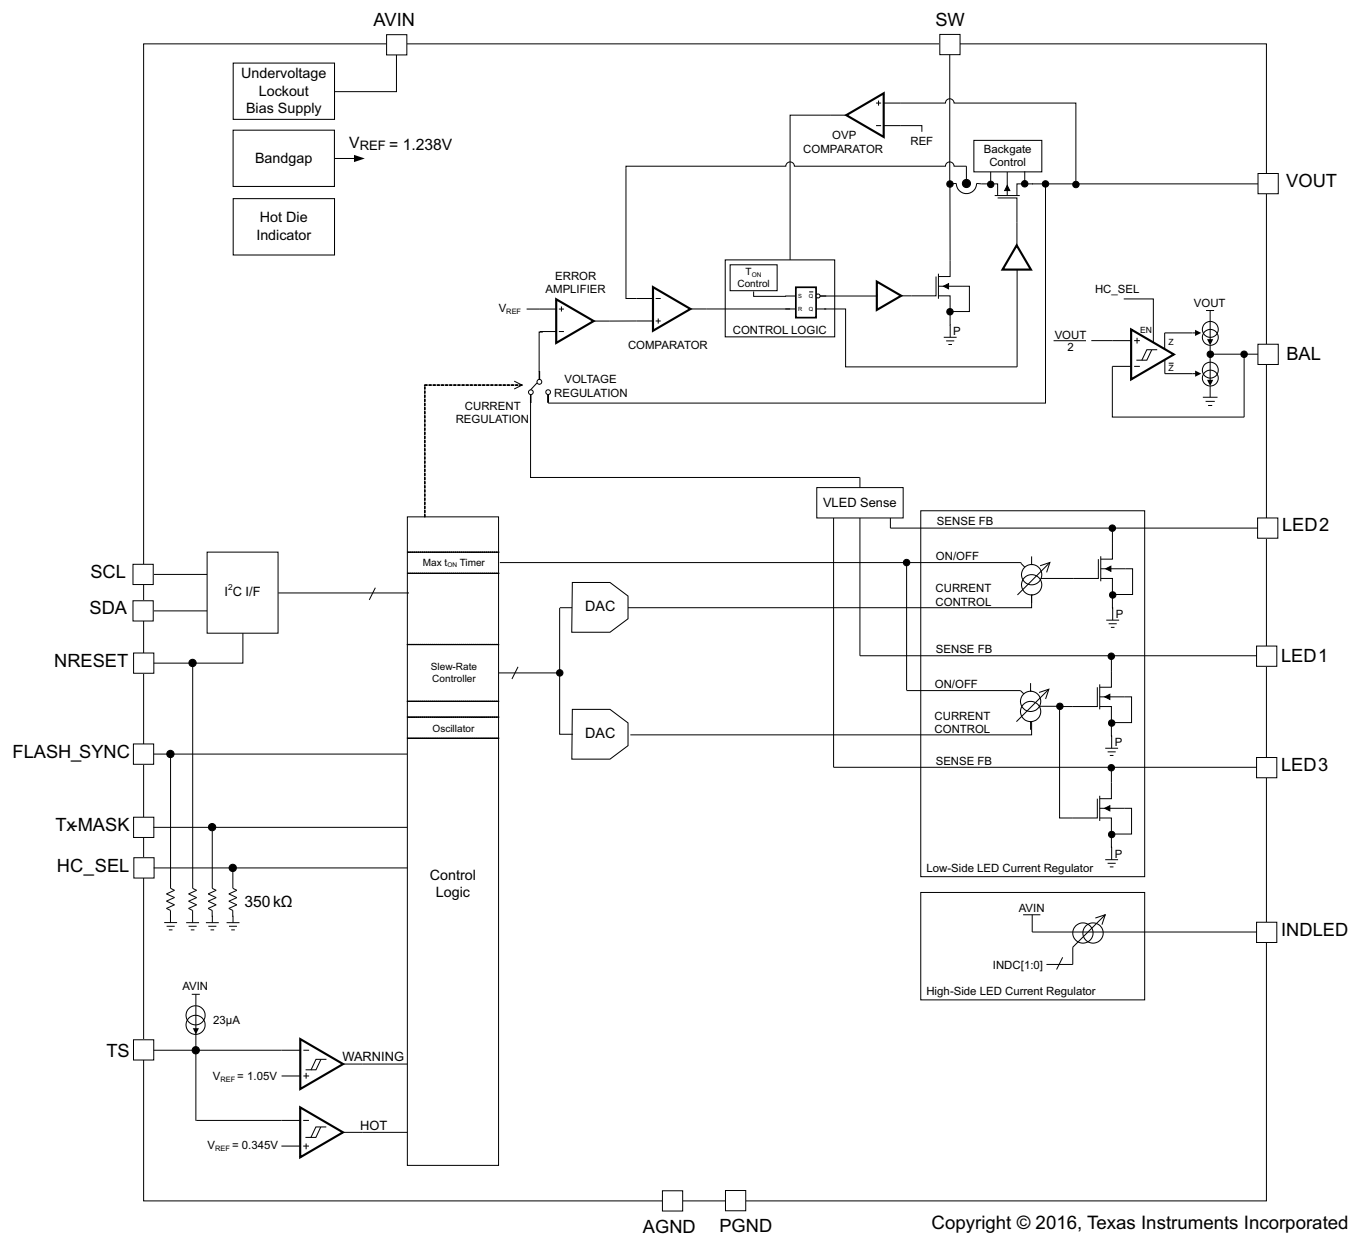 AVIN
SW
Undervoltage
Lockout
Bias Supply
Bandgap
VREF = 1.238V
Hot Die
Indicator
+
−
REF
OVP
COMPARATOR
Backgate
Control
VOUT
ERROR
AMPLIFIER
VREF
+
−
−
+
COMPARATOR
TON
Control
S Q̅
R Q
CONTROL LOGIC
P
HC_SEL
VOUT
EN
VOUT
2
+
−
Z
Z̅
BAL
VOLTAGE
REGULATION
CURRENT
REGULATION
VLED Sense
SENSE FB
LED2
Max tON Timer
ON/OFF
SCL
I²C I/F
SDA
DAC
CURRENT
CONTROL
P
NRESET
Slew-Rate
Controller
SENSE FB
LED1
ON/OFF
Oscillator
DAC
CURRENT
CONTROL
P
FLASH_SYNC
SENSE FB
LED3
Tx-MASK
HC_SEL
P
Low-Side LED Current Regulator
350 kΩ
Control
Logic
AVIN
INDLED
INDC[1:0]
High-Side LED Current Regulator
AVIN
23μA
TS
−
WARNING
VREF = 1.05V
+
−
HOT
VREF = 0.345V
+
AGND
PGND
Copyright © 2016, Texas Instruments Incorporated